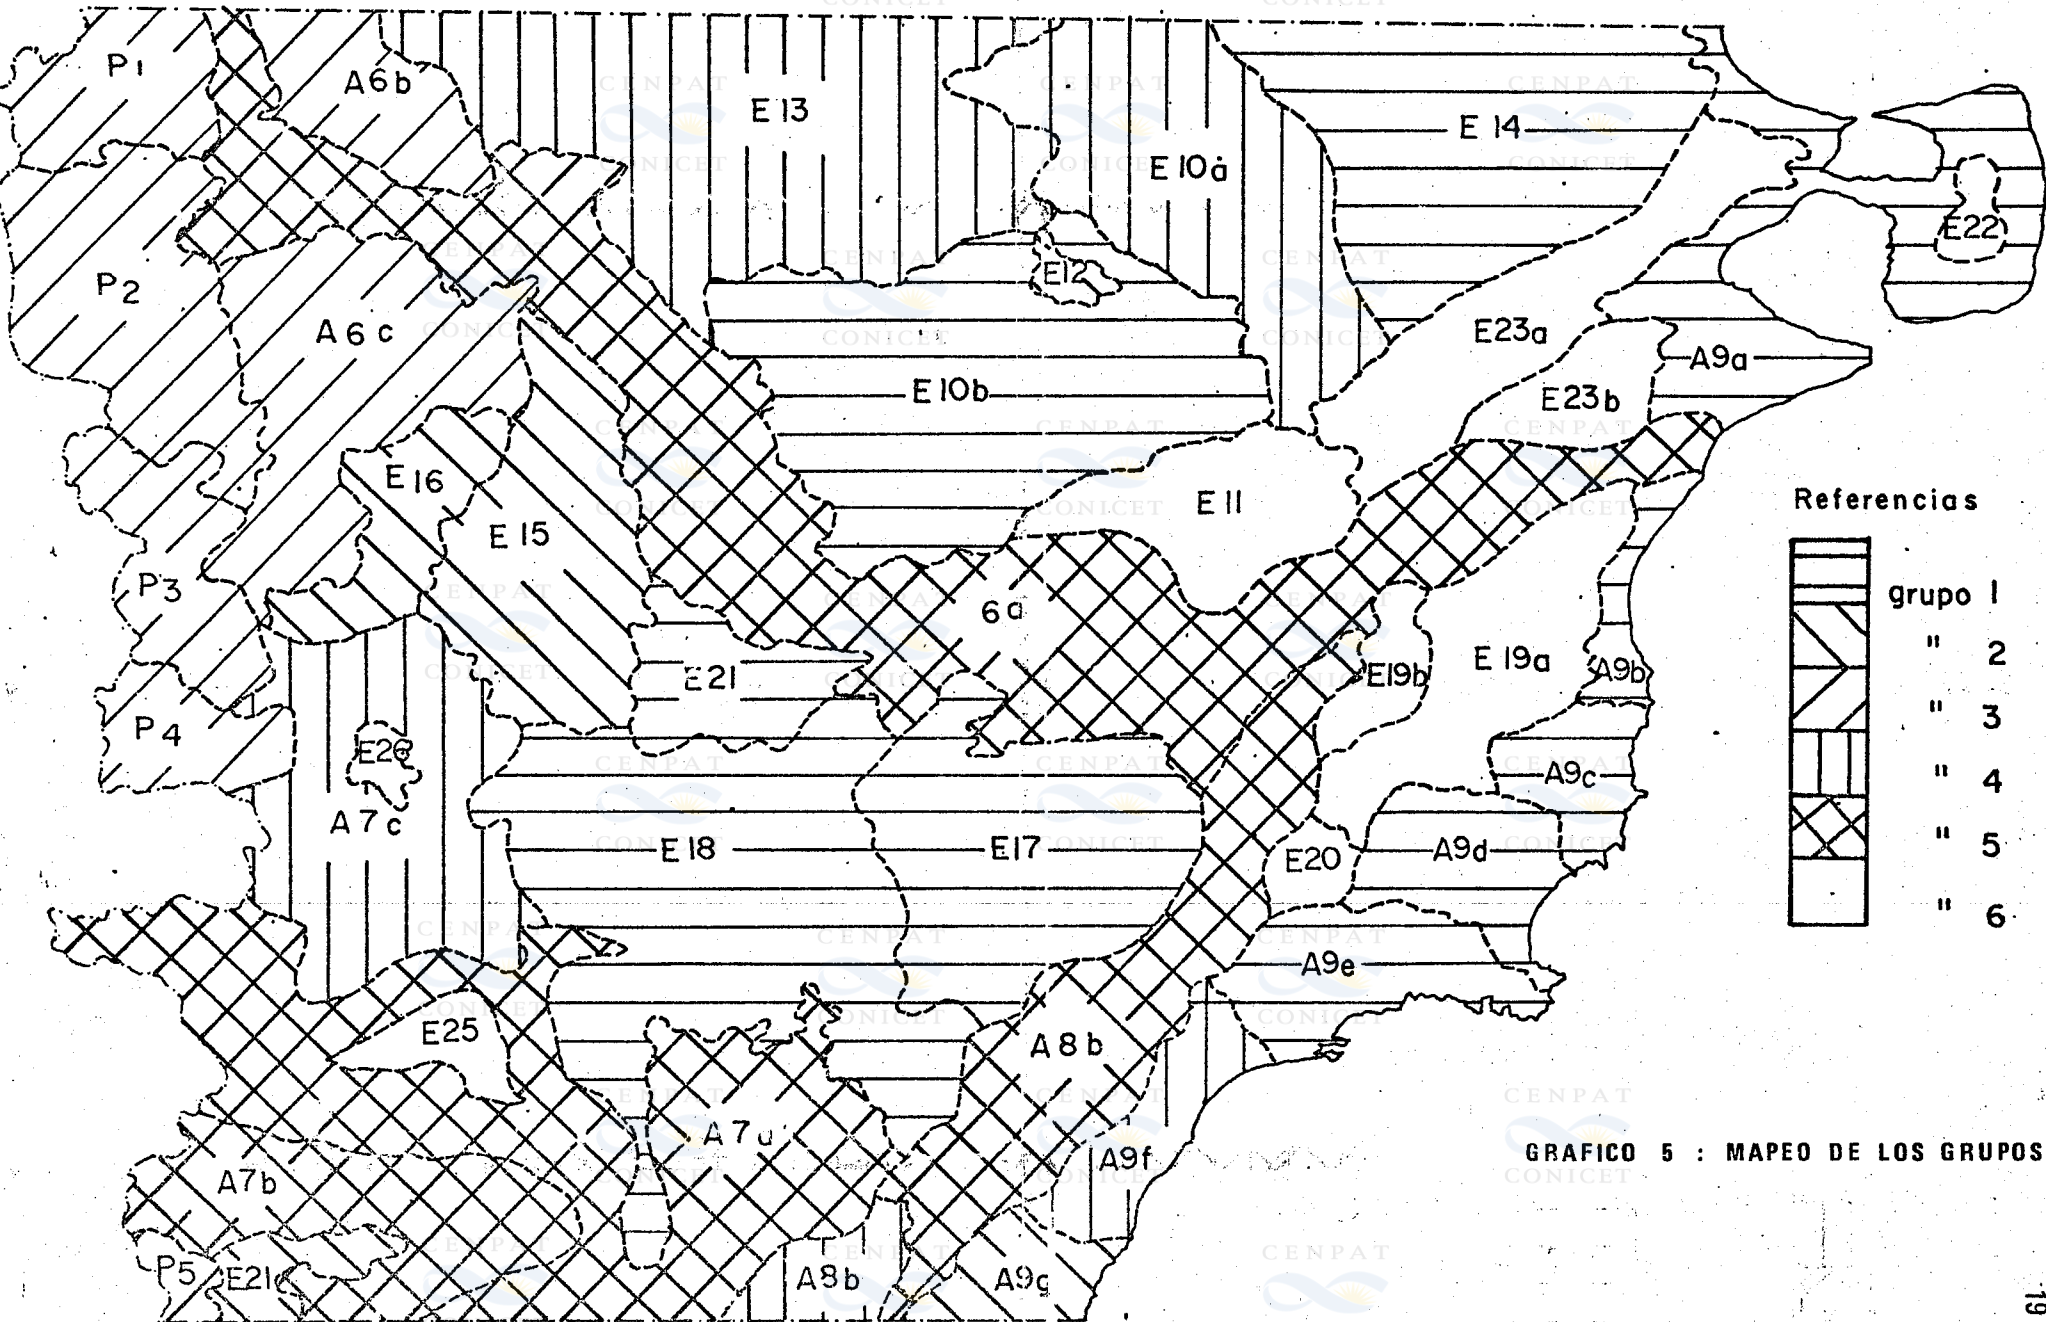 P1
A6b
E13
E10a
E14
E22
E12
P2
A6c
E23a
A9a
E10b
E23b
E16
E11
E15
Referencias
P3
6a
grupo 1
" 2
" 3
" 4
" 5
" 6
E21
E19b
E19a
A9b
P4
E26
A9c
A7c
E18
E17
E20
A9d
A9e
E25
A8b
A7a
A9f
GRAFICO 5 : MAPEO DE LOS GRUPOS
A7b
P5
E21
A8b
A9g
19
CENPAT
CONICET